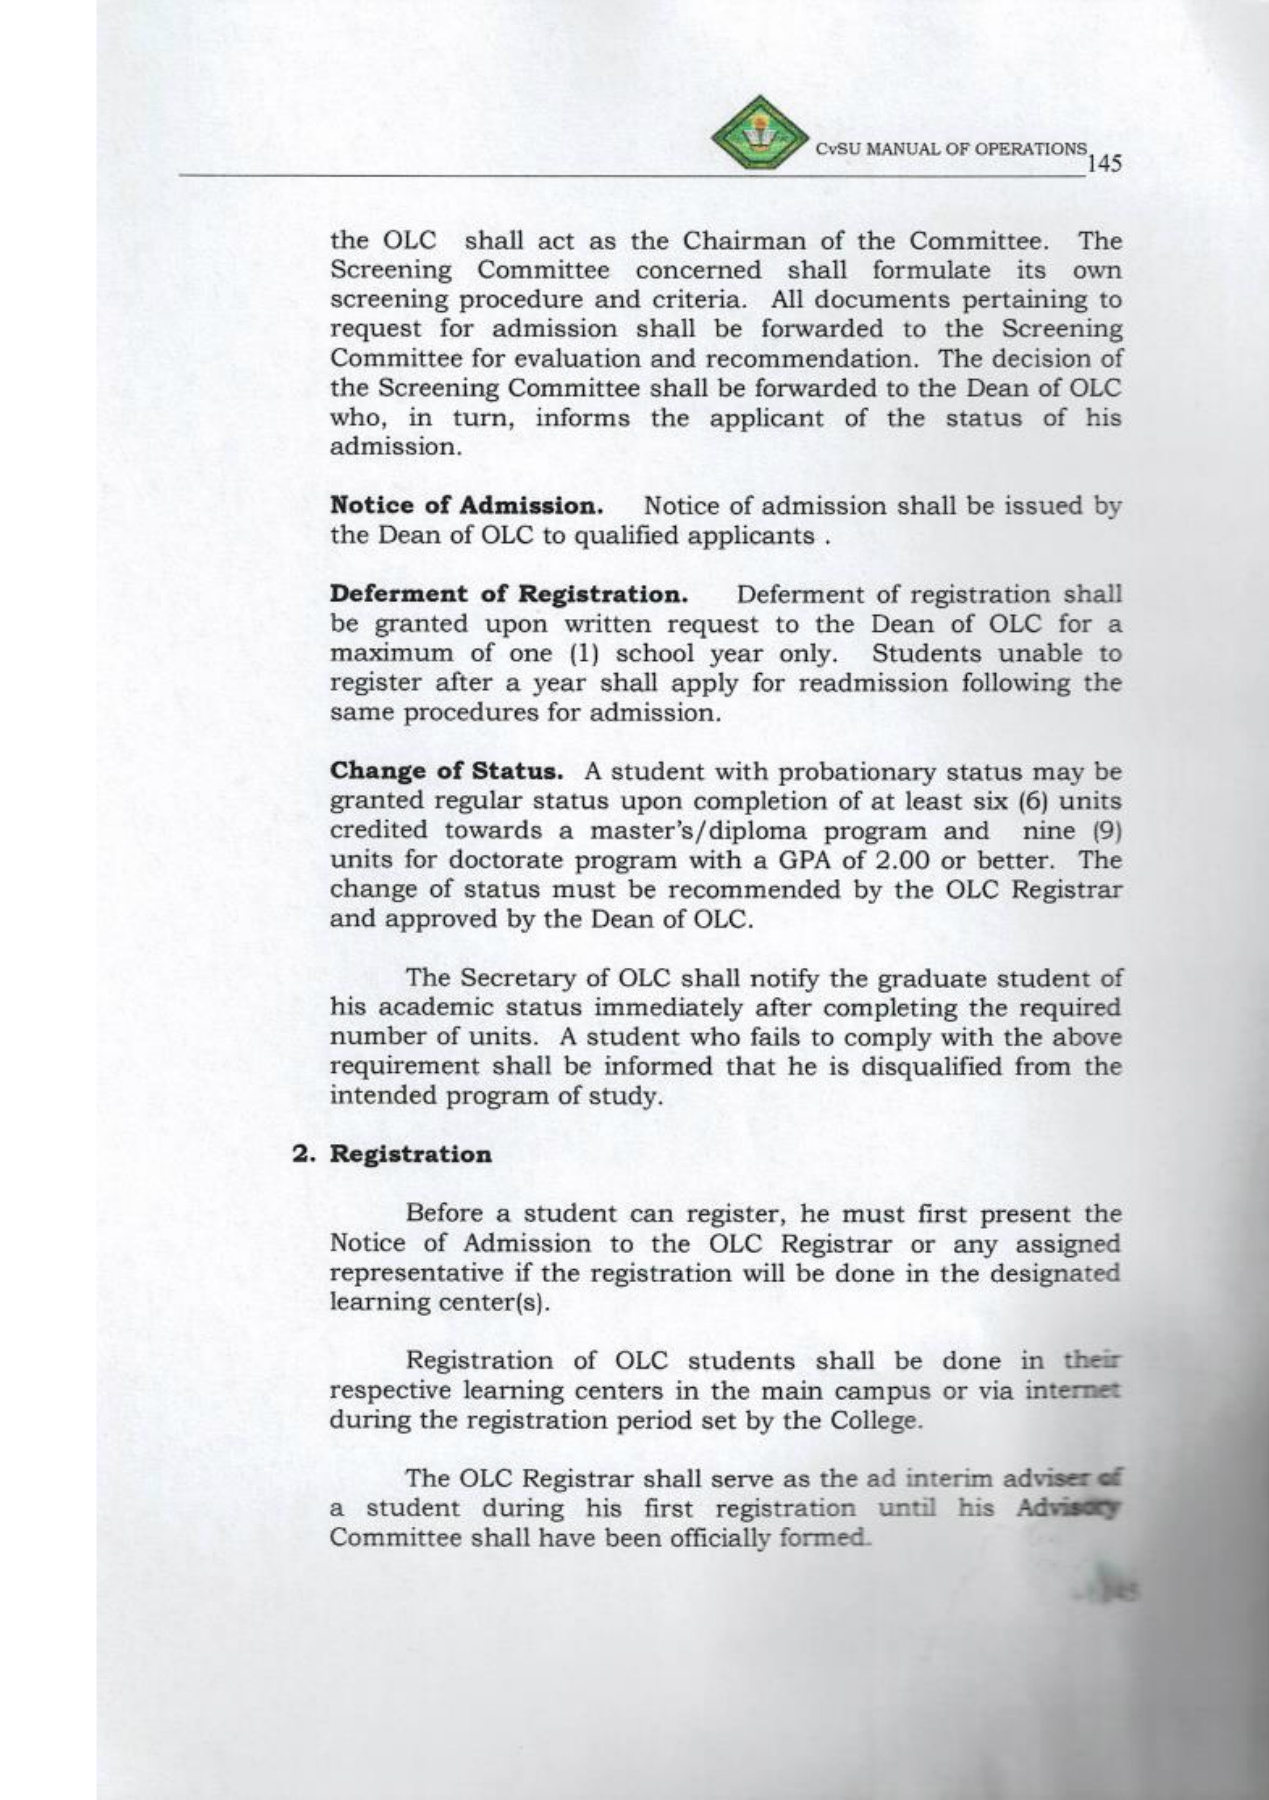 CvSU MANUAL OF OPERATIONS
145
the OLC shall act as the Chairman of the Committee. The
Screening Committee concerned shall formulate its own
screening procedure and criteria. All documents pertaining to
request for admission shall be forwarded to the Screening
Committee for evaluation and recommendation. The decision of
the Screening Committee shall be forwarded to the Dean of OLC
who, in turn, informs the applicant of the status of his
admission.
Notice of Admission. Notice of admission shall be issued by
the Dean of OLC to qualified applicants .
Deferment of Registration. Deferment of registration shall
be granted upon written request to the Dean of OLC for a
maximum of one (1) school year only. Students unable to
register after a year shall apply for readmission following the
same procedures for admission.
Change of Status. A student with probationary status may be
granted regular status upon completion of at least six (6) units
credited towards a master's/diploma program and nine (9)
units for doctorate program with a GPA of 2.00 or better. The
change of status must be recommended by the OLC Registrar
and approved by the Dean of OLC.
The Secretary of OLC shall notify the graduate student of
his academic status immediately after completing the required
number of units. A student who fails to comply with the above
requirement shall be informed that he is disqualified from the
intended program of study.
2. Registration
Before a student can register, he must first present the
Notice of Admission to the OLC Registrar or any assigned
representative if the registration will be done in the designated
learning center(s).
Registration of OLC students shall be done in their
respective learning centers in the main campus or via internet
during the registration period set by the College.
The OLC Registrar shall serve as the ad interim adviser of
a student during his first registration until his Advisory
Committee shall have been officially formed.